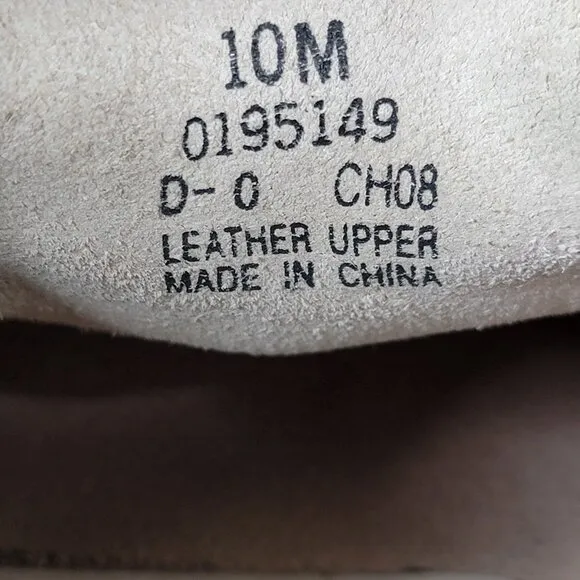 10M
0195149
D-0 CH08
LEATHER UPPER
MADE IN CHINA